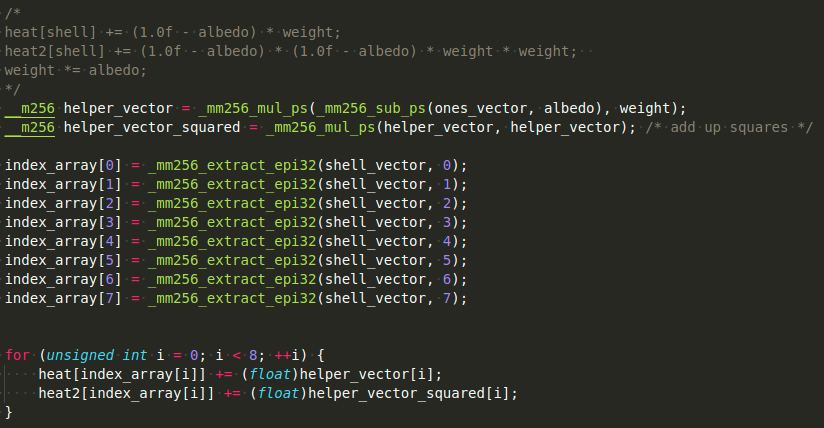 /*
heat[shell] += (1.0f - albedo) * weight;
heat2[shell] += (1.0f - albedo) * (1.0f - albedo) * weight * weight;
weight *= albedo;
*/
__m256 helper_vector = _mm256_mul_ps(_mm256_sub_ps(ones_vector, albedo), weight);
__m256 helper_vector_squared = _mm256_mul_ps(helper_vector, helper_vector); /* add up squares */
index_array[0] = _mm256_extract_epi32(shell_vector, 0);
index_array[1] = _mm256_extract_epi32(shell_vector, 1);
index_array[2] = _mm256_extract_epi32(shell_vector, 2);
index_array[3] = _mm256_extract_epi32(shell_vector, 3);
index_array[4] = _mm256_extract_epi32(shell_vector, 4);
index_array[5] = _mm256_extract_epi32(shell_vector, 5);
index_array[6] = _mm256_extract_epi32(shell_vector, 6);
index_array[7] = _mm256_extract_epi32(shell_vector, 7);
for (unsigned int i = 0; i < 8; ++i) {
    heat[index_array[i]] += (float)helper_vector[i];
    heat2[index_array[i]] += (float)helper_vector_squared[i];
}